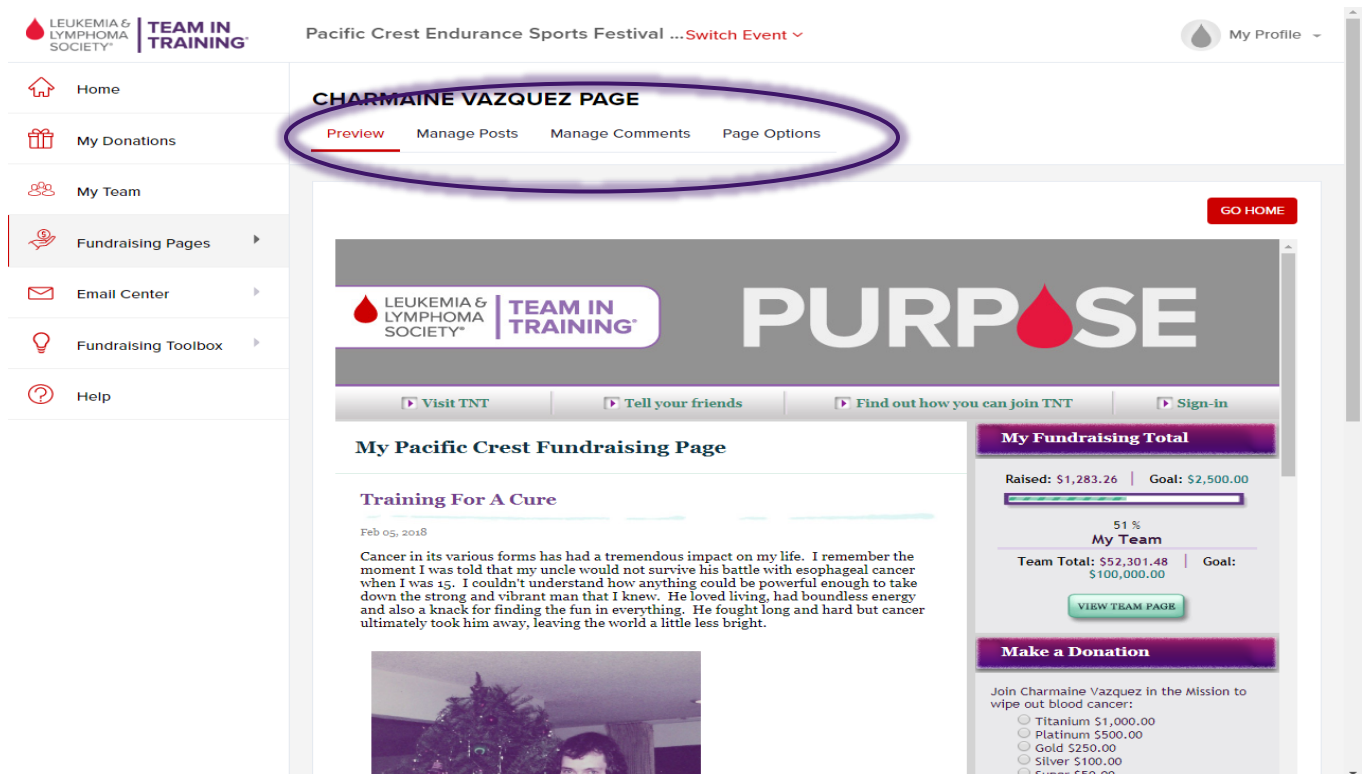 LEUKEMIA &
LYMPHOMA
SOCIETY®
TEAM IN
TRAINING®
Pacific Crest Endurance Sports Festival ...Switch Event
My Profile
Home
My Donations
My Team
Fundraising Pages
Email Center
Fundraising Toolbox
Help
CHARMAINE VAZQUEZ PAGE
Preview Manage Posts Manage Comments Page Options
GO HOME
LEUKEMIA &
LYMPHOMA
SOCIETY®
TEAM IN
TRAINING®
PURPOSE
Visit TNT Tell your friends Find out how you can join TNT Sign-in
My Pacific Crest Fundraising Page
Training For A Cure
Feb 05, 2018
Cancer in its various forms has had a tremendous impact on my life. I remember the
moment I was told that my uncle would not survive his battle with esophageal cancer
when I was 15. I couldn't understand how anything could be powerful enough to take
down the strong and vibrant man that I knew. He loved living, had boundless energy
and also a knack for finding the fun in everything. He fought long and hard but cancer
ultimately took him away, leaving the world a little less bright.
My Fundraising Total
Raised: $1,283.26 | Goal: $2,500.00
51 %
My Team
Team Total: $52,301.48 | Goal:
$100,000.00
VIEW TEAM PAGE
Make a Donation
Join Charmaine Vazquez in the Mission to
wipe out blood cancer:
Titanium $1,000.00
Platinum $500.00
Gold $250.00
Silver $100.00
Super $50.00